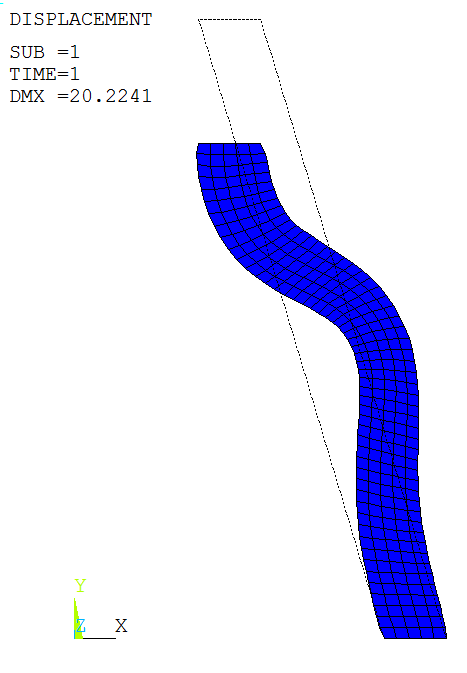 DISPLACEMENT
SUB =1
TIME=1
DMX =20.2241
Y
Z X